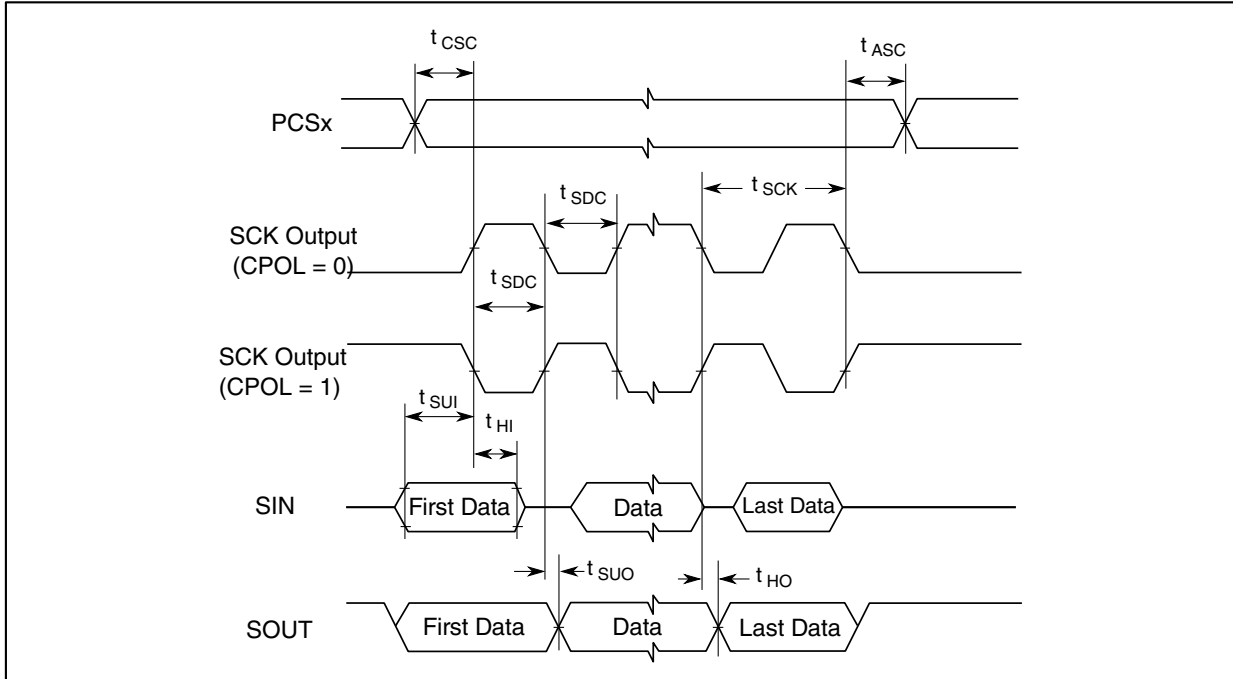 t CSC
t ASC
PCSx
t SDC
t SCK
SCK Output
(CPOL = 0)
t SDC
SCK Output
(CPOL = 1)
t SUI
t HI
SIN
First Data
Data
Last Data
t SUO
t HO
SOUT
First Data
Data
Last Data